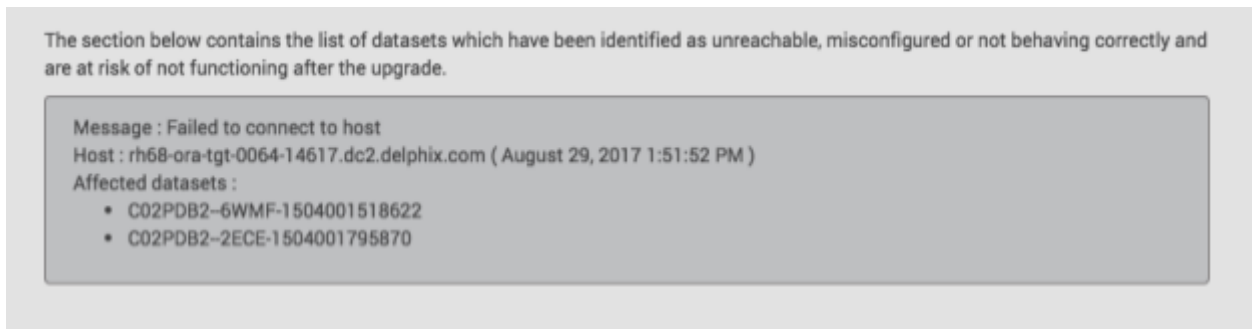 The section below contains the list of datasets which have been identified as unreachable, misconfigured or not behaving correctly and
are at risk of not functioning after the upgrade.
Message : Failed to connect to host
Host : rh68-ora-tgt-0064-14617.dc2.delphix.com ( August 29, 2017 1:51:52 PM )
Affected datasets :
• C02PDB2--6WMF-1504001518622
• C02PDB2--2ECE-1504001795870